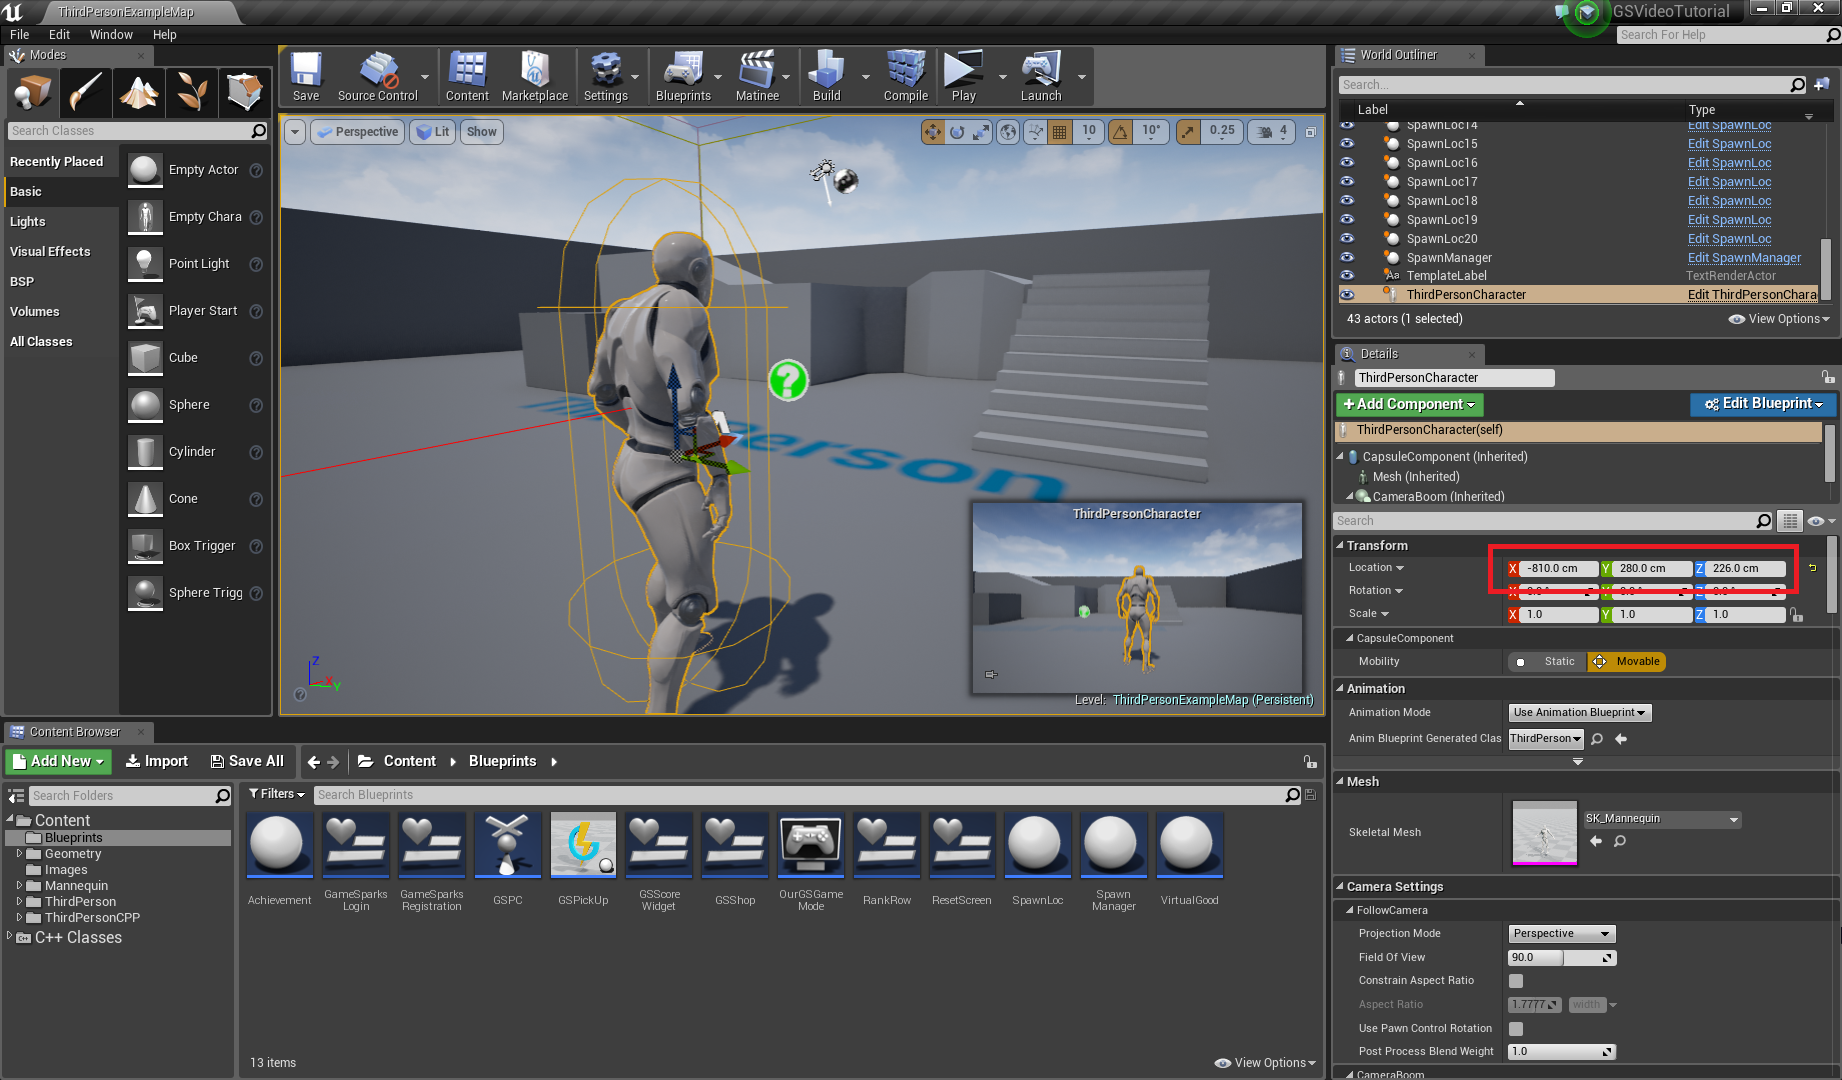 ThirdPersonExampleMap
GSVideoTutorial
File Edit Window Help
Search For Help
Modes
Search Classes
Recently Placed
Basic
Lights
Visual Effects
BSP
Volumes
All Classes
Empty Actor
Empty Chara
Point Light
Player Start
Cube
Sphere
Cylinder
Cone
Box Trigger
Sphere Trigg
Save Source Control Content Marketplace Settings Blueprints Matinee Build Compile Play Launch
Perspective Lit Show
10 10° 0.25 4
person
ThirdPersonCharacter
Z
X
Y
Level: ThirdPersonExampleMap (Persistent)
World Outliner
Search...
Label Type
SpawnLoc14 Edit SpawnLoc
SpawnLoc15 Edit SpawnLoc
SpawnLoc16 Edit SpawnLoc
SpawnLoc17 Edit SpawnLoc
SpawnLoc18 Edit SpawnLoc
SpawnLoc19 Edit SpawnLoc
SpawnLoc20 Edit SpawnLoc
SpawnManager Edit SpawnManager
Aa TemplateLabel TextRenderActor
ThirdPersonCharacter Edit ThirdPersonChara
43 actors (1 selected)
View Options
Details
ThirdPersonCharacter
+Add Component
Edit Blueprint
ThirdPersonCharacter(self)
CapsuleComponent (Inherited)
Mesh (Inherited)
CameraBoom (Inherited)
Search
Transform
Location X -810.0 cm Y 280.0 cm Z 226.0 cm
Rotation
Scale X 1.0 Y 1.0 Z 1.0
CapsuleComponent
Mobility Static Movable
Animation
Animation Mode Use Animation Blueprint
Anim Blueprint Generated Clas ThirdPerson
Mesh
Skeletal Mesh SK_Mannequin
Camera Settings
FollowCamera
Projection Mode Perspective
Field Of View 90.0
Constrain Aspect Ratio
Aspect Ratio 1.7777 width
Use Pawn Control Rotation
Post Process Blend Weight 1.0
CameraBoom
Content Browser
Add New Import Save All Content Blueprints
Search Folders
Filters Search Blueprints
Content
Blueprints
Geometry
Images
Mannequin
ThirdPerson
ThirdPersonCPP
C++ Classes
Achievement
GameSparks
Login
GameSparks
Registration
GSPC
GSPickUp
GSScore
Widget
GSShop
OurGSGame
Mode
RankRow
ResetScreen
SpawnLoc
Spawn
Manager
VirtualGood
13 items
View Options